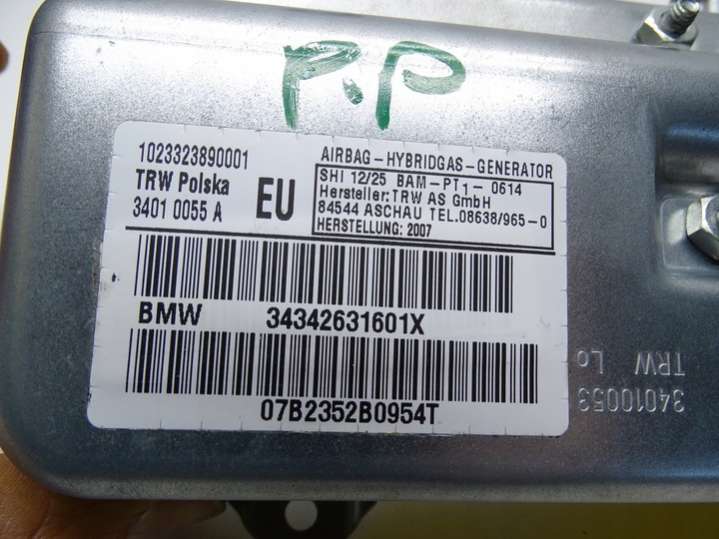 P.P
1023323890001
TRW Polska
3401 0055 A
EU
AIRBAG-HYBRIDGAS-GENERATOR
SHI 12/25 BAM-PT1- 0614
Hersteller:TRW AS GmbH
84544 ASCHAU TEL.08638/965-0
HERSTELLUNG: 2007
BMW 34342631601X
07B2352B0954T
34010053
TRW Lo